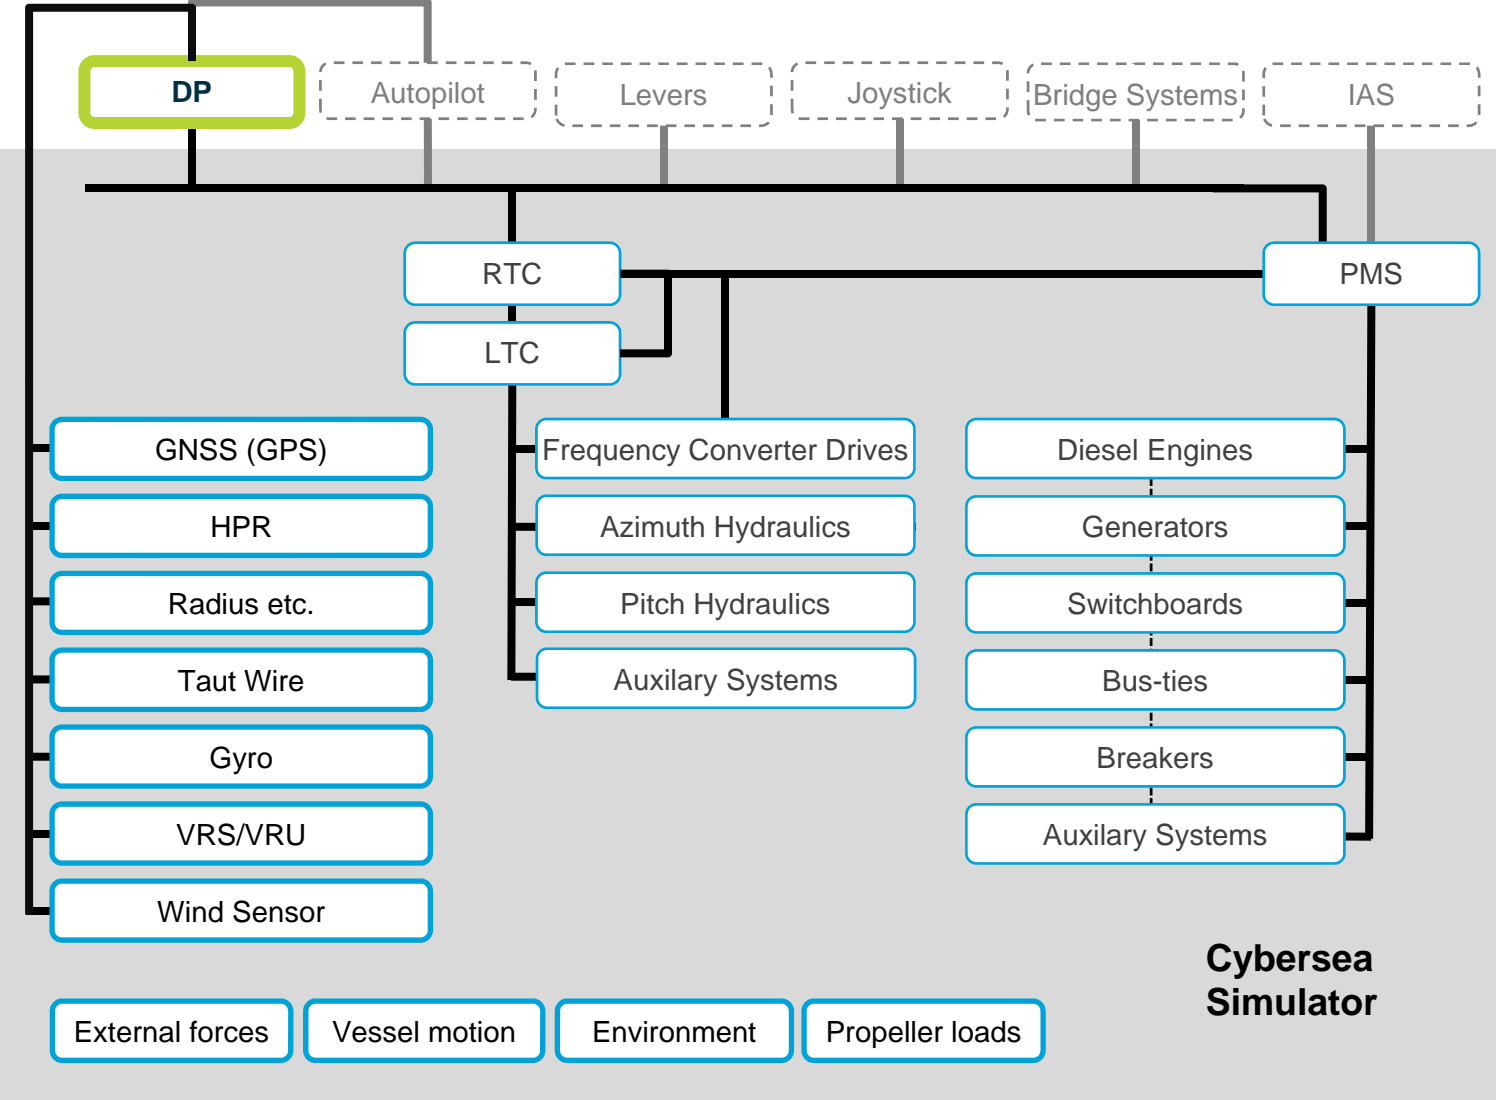 DP
Autopilot
Levers
Joystick
Bridge Systems
IAS
RTC
PMS
LTC
GNSS (GPS)
HPR
Radius etc.
Taut Wire
Gyro
VRS/VRU
Wind Sensor
Frequency Converter Drives
Azimuth Hydraulics
Pitch Hydraulics
Auxilary Systems
Diesel Engines
Generators
Switchboards
Bus-ties
Breakers
Auxilary Systems
Cybersea
Simulator
External forces
Vessel motion
Environment
Propeller loads